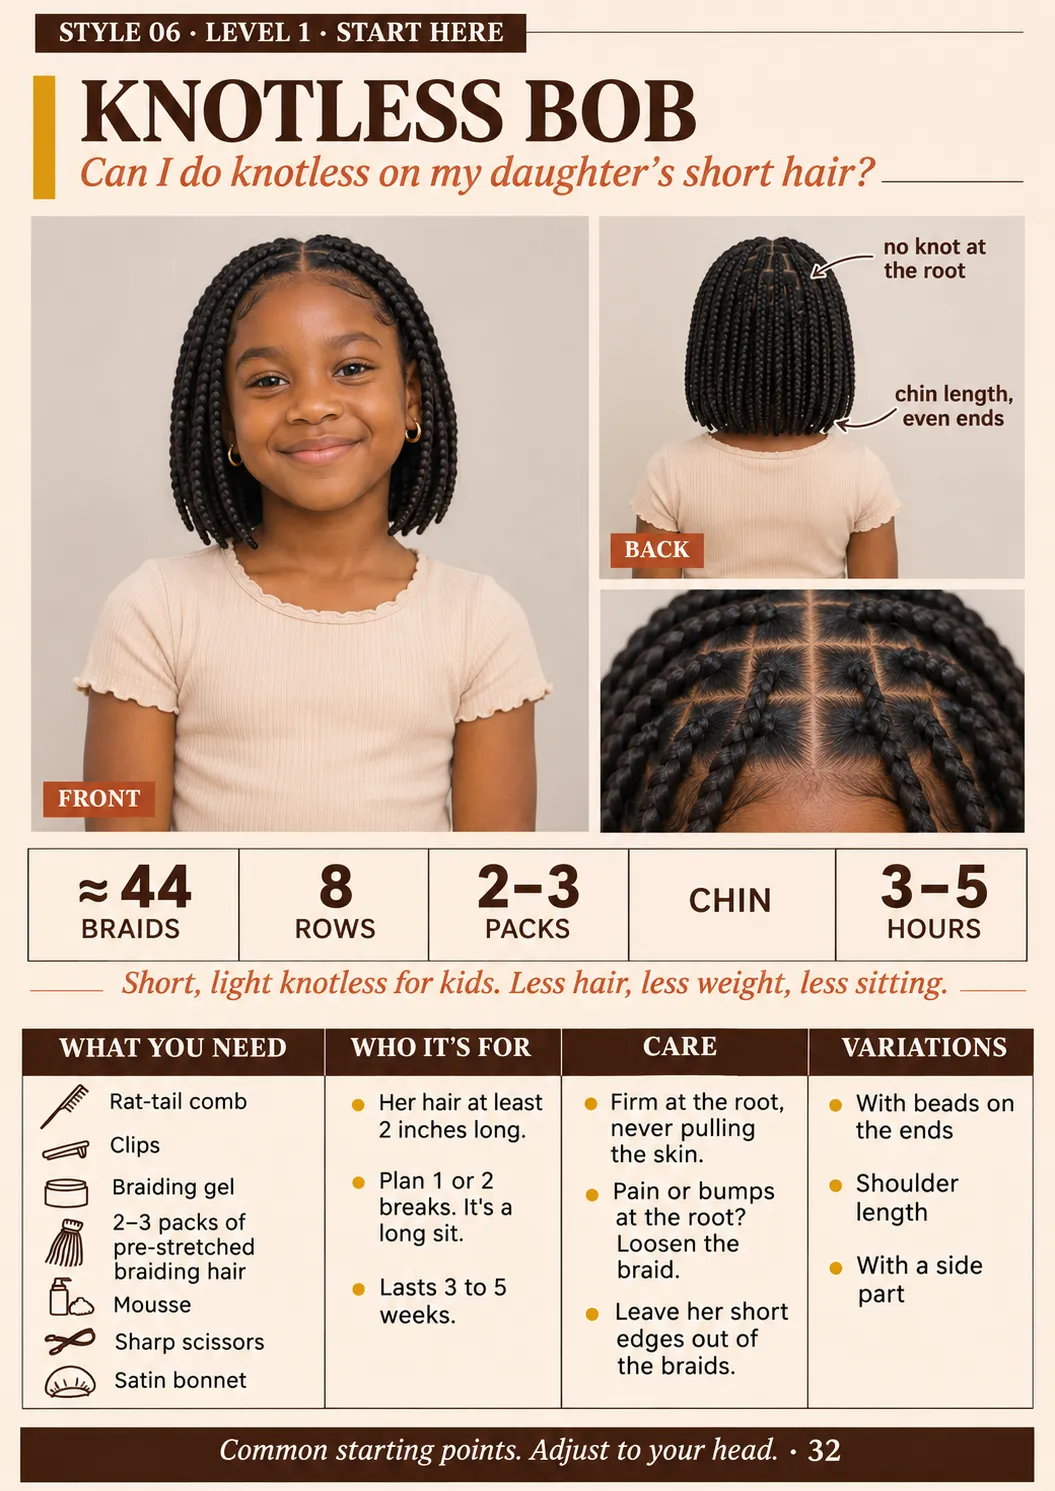 STYLE 06 · LEVEL 1 · START HERE
KNOTLESS BOB
Can I do knotless on my daughter’s short hair?
no knot at
the root
chin length,
even ends
BACK
FRONT
≈ 44
BRAIDS
8
ROWS
2–3
PACKS
CHIN
3–5
HOURS
Short, light knotless for kids. Less hair, less weight, less sitting.
WHAT YOU NEED
Rat-tail comb
Clips
Braiding gel
2–3 packs of
pre-stretched
braiding hair
Mousse
Sharp scissors
Satin bonnet
WHO IT’S FOR
Her hair at least
2 inches long.
Plan 1 or 2
breaks. It's a
long sit.
Lasts 3 to 5
weeks.
CARE
Firm at the root,
never pulling
the skin.
Pain or bumps
at the root?
Loosen the
braid.
Leave her short
edges out of
the braids.
VARIATIONS
With beads on
the ends
Shoulder
length
With a side
part
Common starting points. Adjust to your head. · 32